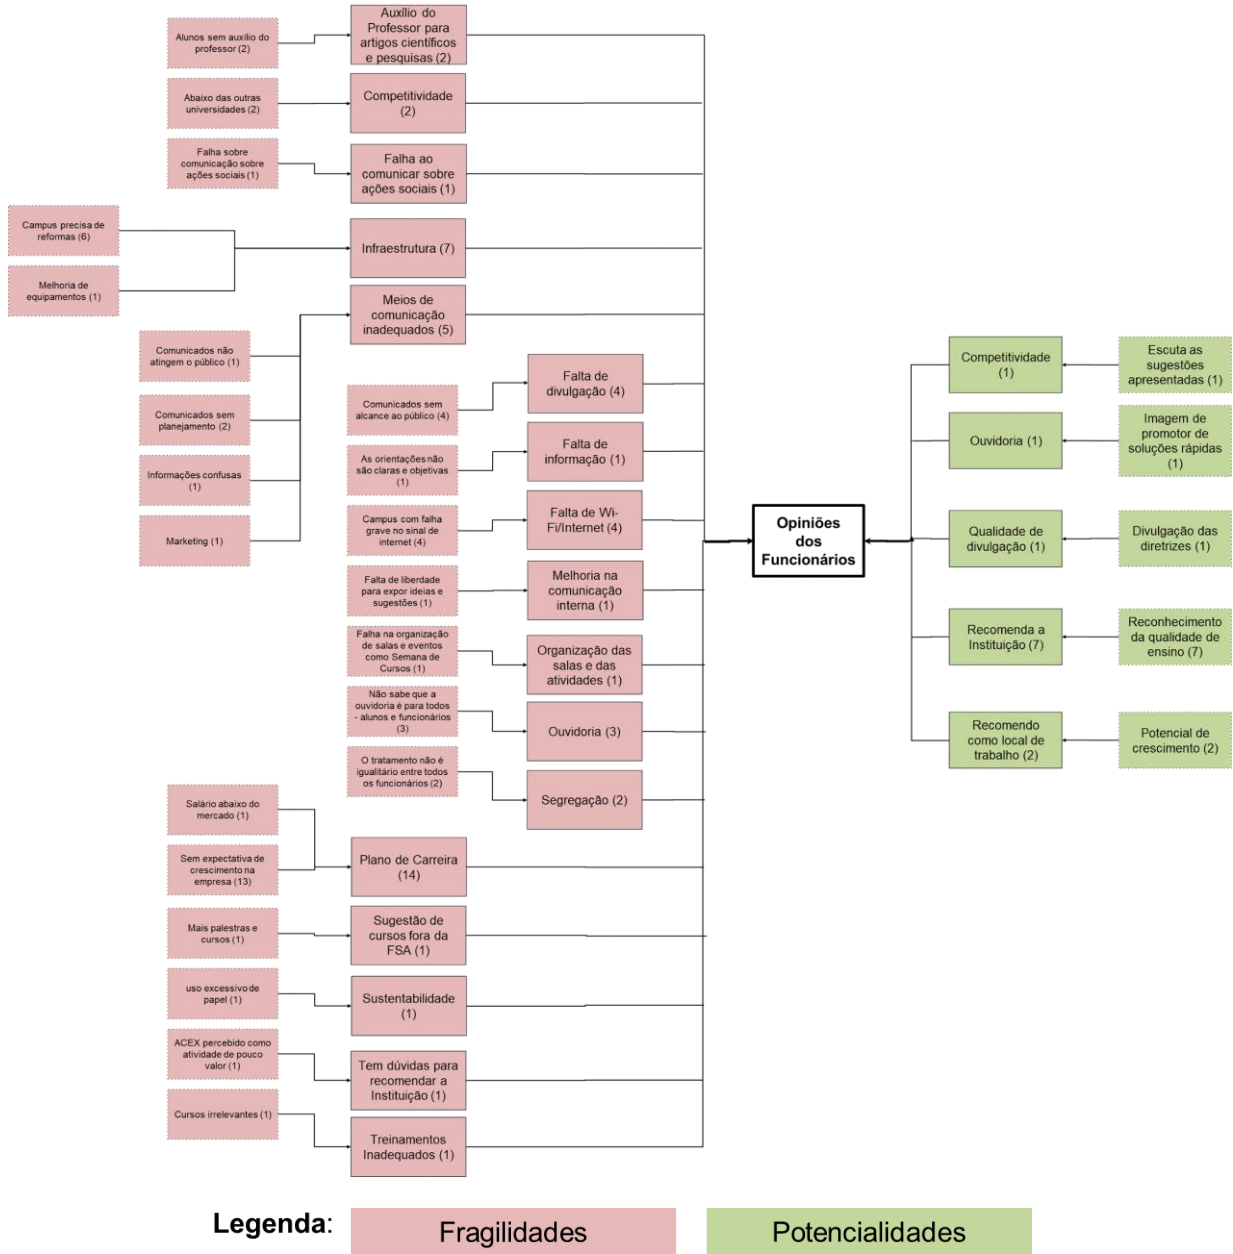 Alunos sem auxílio do
professor (2)
Auxílio do
Professor para
artigos científicos
e pesquisas (2)
Abaixo das outras
universidades (2)
Competitividade
(2)
Falha sobre
comunicação sobre
ações sociais (1)
Falha ao
comunicar sobre
ações sociais (1)
Campus precisa de
reformas (6)
Melhoria de
equipamentos (1)
Infraestrutura (7)
Meios de
comunicação
inadequados (5)
Comunicados não
atingem o público (1)
Comunicados sem
planejamento (2)
Informações confusas
(1)
Marketing (1)
Comunicados sem
alcance ao público (4)
Falta de
divulgação (4)
As orientações não
são claras e objetivas
(1)
Falta de
informação (1)
Campus com falha
grave no sinal de
internet (4)
Falta de Wi-
Fi/Internet (4)
Falta de liberdade
para expor ideias e
sugestões (1)
Melhoria na
comunicação
interna (1)
Falha na organização
de salas e eventos
como Semana de
Cursos (1)
Organização das
salas e das
atividades (1)
Não sabe que a
ouvidoria é para todos
- alunos e funcionários
(3)
Ouvidoria (3)
O tratamento não é
igualitário entre todos
os funcionários (2)
Segregação (2)
Salário abaixo do
mercado (1)
Sem expectativa de
crescimento na
empresa (13)
Plano de Carreira
(14)
Mais palestras e
cursos (1)
Sugestão de
cursos fora da
FSA (1)
uso excessivo de
papel (1)
Sustentabilidade
(1)
ACEX percebido como
atividade de pouco
valor (1)
Tem dúvidas para
recomendar a
Instituição (1)
Cursos irrelevantes (1)
Treinamentos
Inadequados (1)
Opiniões
dos
Funcionários
Competitividade
(1)
Escuta as
sugestões
apresentadas (1)
Ouvidoria (1)
Imagem de
promotor de
soluções rápidas
(1)
Qualidade de
divulgação (1)
Divulgação das
diretrizes (1)
Recomenda a
Instituição (7)
Reconhecimento
da qualidade de
ensino (7)
Recomendo
como local de
trabalho (2)
Potencial de
crescimento (2)
Legenda:
Fragilidades
Potencialidades